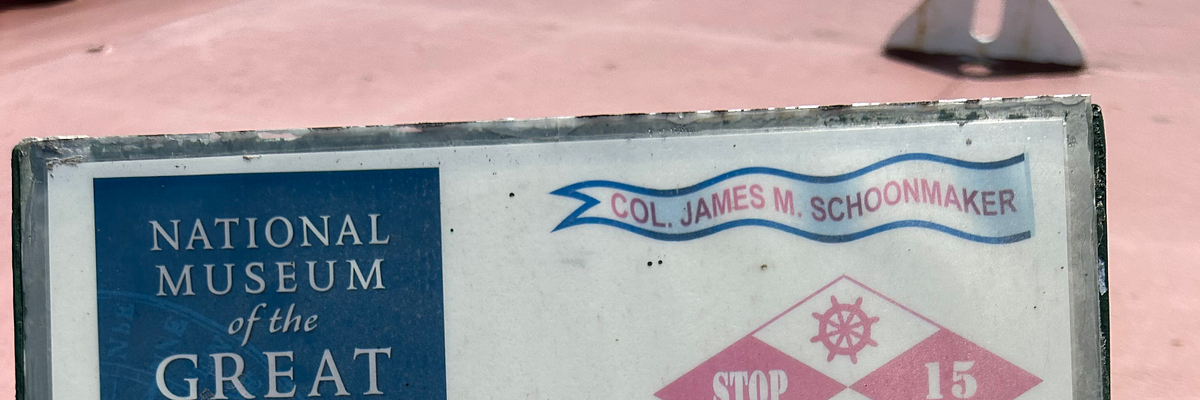 NATIONAL
MUSEUM
of the
GREAT
COL. JAMES M. SCHOONMAKER
STOP
15